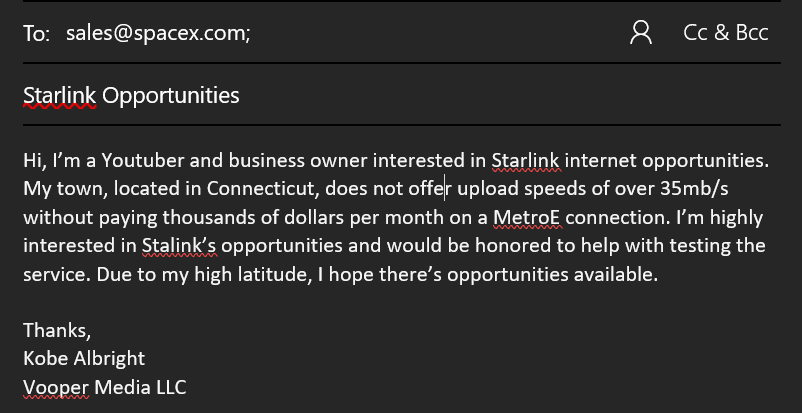 To: sales@spacex.com; Cc & Bcc
Starlink Opportunities
Hi, I’m a Youtuber and business owner interested in Starlink internet opportunities.
My town, located in Connecticut, does not offer upload speeds of over 35mb/s
without paying thousands of dollars per month on a MetroE connection. I’m highly
interested in Stalink’s opportunities and would be honored to help with testing the
service. Due to my high latitude, I hope there’s opportunities available.
Thanks,
Kobe Albright
Vooper Media LLC